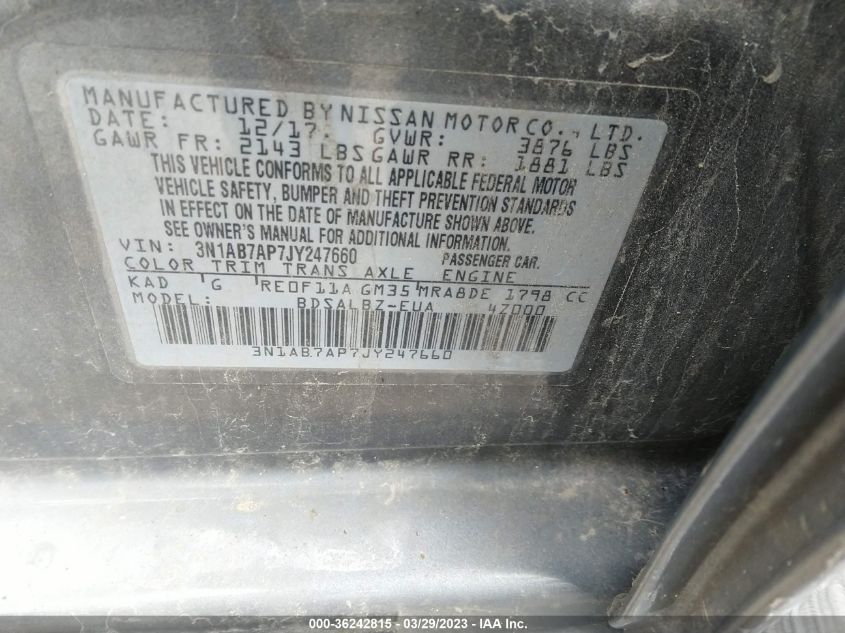 MANUFACTURED BY NISSAN MOTOR CO., LTD.
DATE: 12/17 GVWR: 3876 LBS
GAWR FR: 2143 LBS GAWR RR: 1881 LBS
THIS VEHICLE CONFORMS TO ALL APPLICABLE FEDERAL MOTOR
VEHICLE SAFETY, BUMPER AND THEFT PREVENTION STANDARDS
IN EFFECT ON THE DATE OF MANUFACTURE SHOWN ABOVE.
SEE OWNER'S MANUAL FOR ADDITIONAL INFORMATION.
VIN: 3N1AB7AP7JY247660 PASSENGER CAR.
COLOR TRIM TRANS AXLE ENGINE
KAD G RE0F11A GM35 MRA8DE 1798 CC
MODEL: BDSALBZ-EUA 42000
3N1AB7AP7JY247660
000-36242815 - 03/29/2023 - IAA Inc.